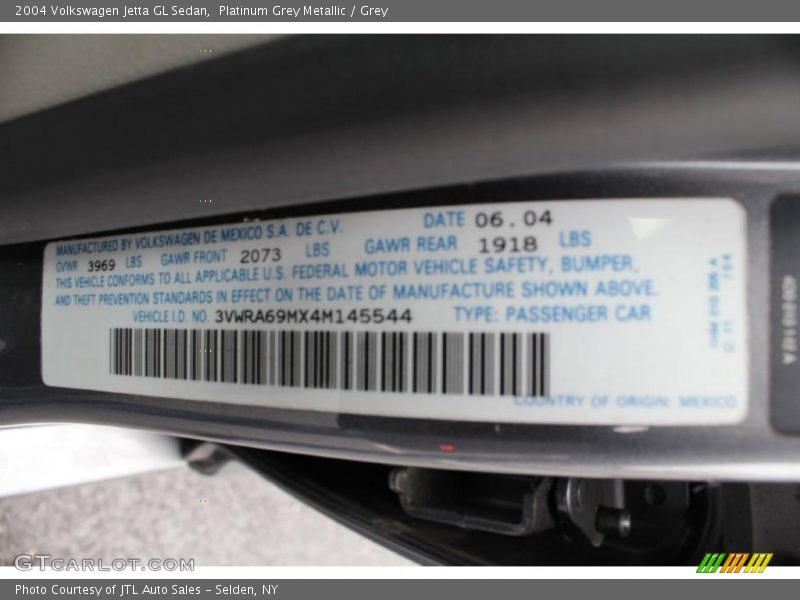 2004 Volkswagen Jetta GL Sedan, Platinum Grey Metallic / Grey
MANUFACTURED BY VOLKSWAGEN DE MEXICO S.A. DE C.V. DATE 06.04
GVWR 3969 LBS GAWR FRONT 2073 LBS GAWR REAR 1918 LBS
THIS VEHICLE CONFORMS TO ALL APPLICABLE U.S. FEDERAL MOTOR VEHICLE SAFETY, BUMPER,
AND THEFT PREVENTION STANDARDS IN EFFECT ON THE DATE OF MANUFACTURE SHOWN ABOVE.
VEHICLE I.D. NO. 3VWRA69MX4M145544 TYPE: PASSENGER CAR
COUNTRY OF ORIGIN: MEXICO
GTCarLot.com
Photo Courtesy of JTL Auto Sales - Selden, NY